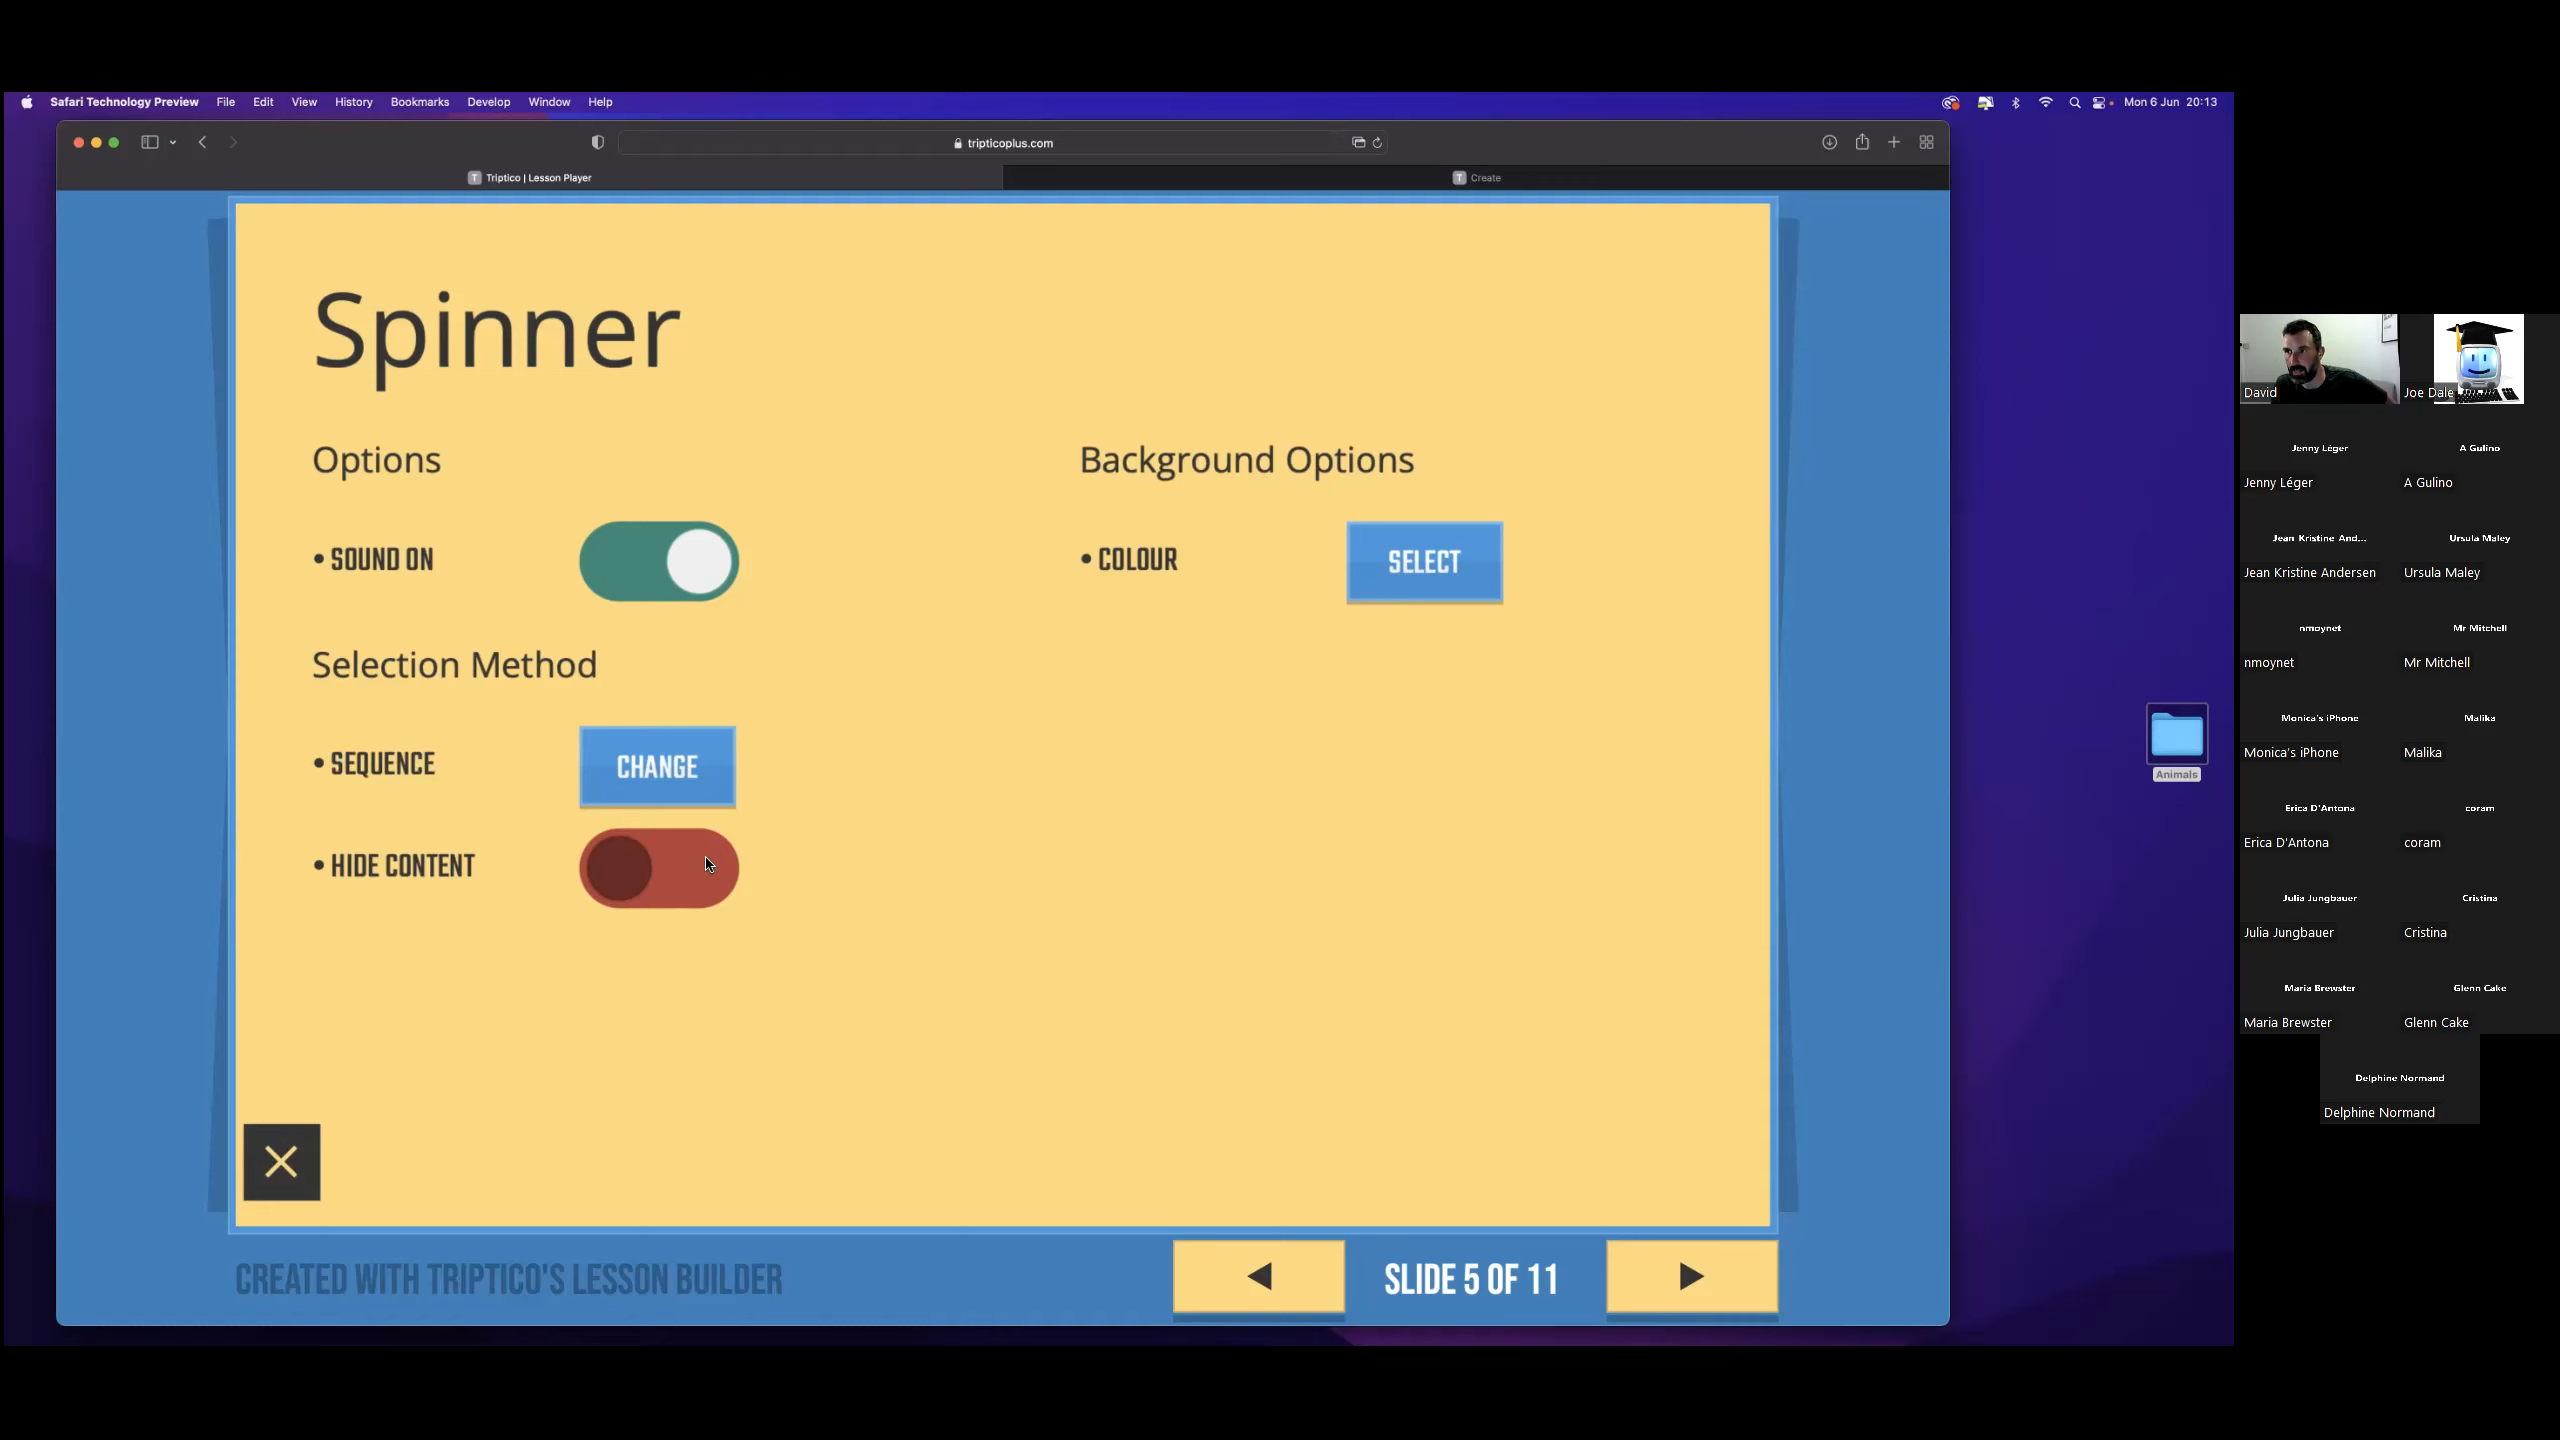 Safari Technology Preview File Edit View History Bookmarks Develop Window Help
Mon 6 Jun 20:13
tripticoplus.com
T Triptico | Lesson Player
T Create
Spinner
Options
Background Options
• SOUND ON
• COLOUR
SELECT
Selection Method
• SEQUENCE
CHANGE
• HIDE CONTENT
CREATED WITH TRIPTICO'S LESSON BUILDER
SLIDE 5 OF 11
Animals
David
Joe Dale
Jenny Léger
A Gulino
Jenny Léger
A Gulino
Jean Kristine And...
Ursula Maley
Jean Kristine Andersen
Ursula Maley
nmoynet
Mr Mitchell
nmoynet
Mr Mitchell
Monica's iPhone
Malika
Monica's iPhone
Malika
Erica D'Antona
coram
Erica D'Antona
coram
Julia Jungbauer
Cristina
Julia Jungbauer
Cristina
Maria Brewster
Glenn Cake
Maria Brewster
Glenn Cake
Delphine Normand
Delphine Normand